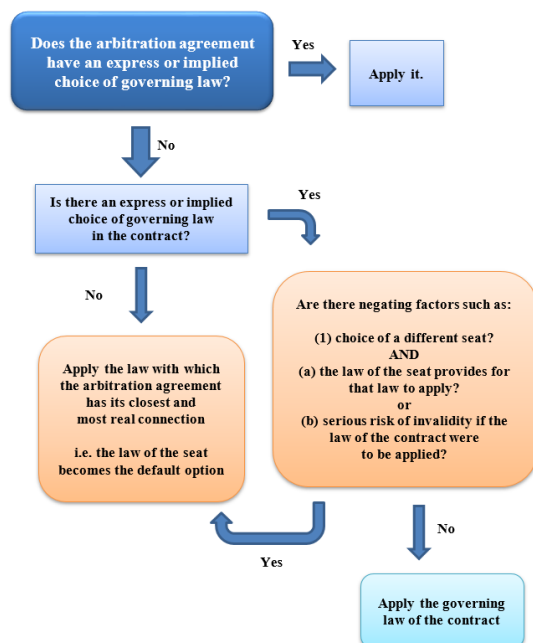 Does the arbitration agreement
have an express or implied
choice of governing law?
Yes
Apply it.
No
Is there an express or implied
choice of governing law
in the contract?
Yes
No
Are there negating factors such as:
(1) choice of a different seat?
AND
(a) the law of the seat provides for
that law to apply?
or
(b) serious risk of invalidity if the
law of the contract were
to be applied?
Apply the law with which
the arbitration agreement
has its closest and
most real connection
i.e. the law of the seat
becomes the default option
Yes
No
Apply the governing
law of the contract